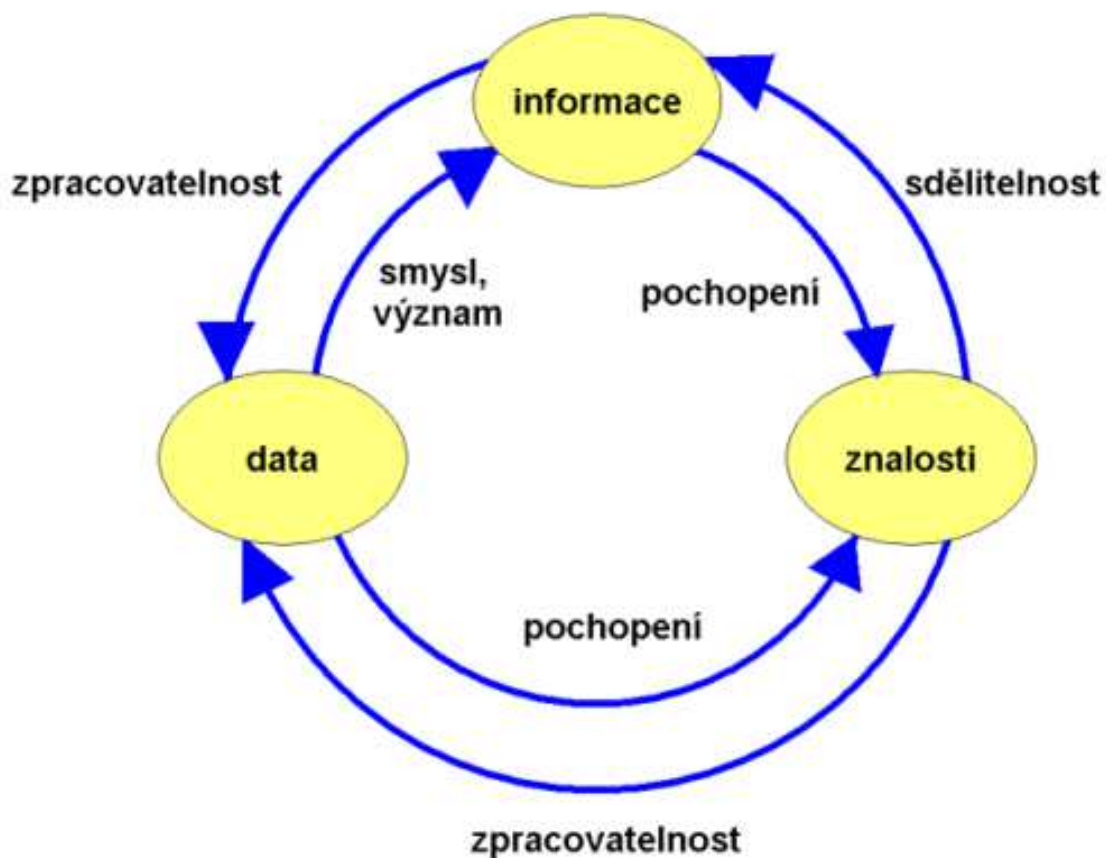 informace
zpracovatelnost
sdělitelnost
smysl,
význam
pochopení
data
znalosti
pochopení
zpracovatelnost